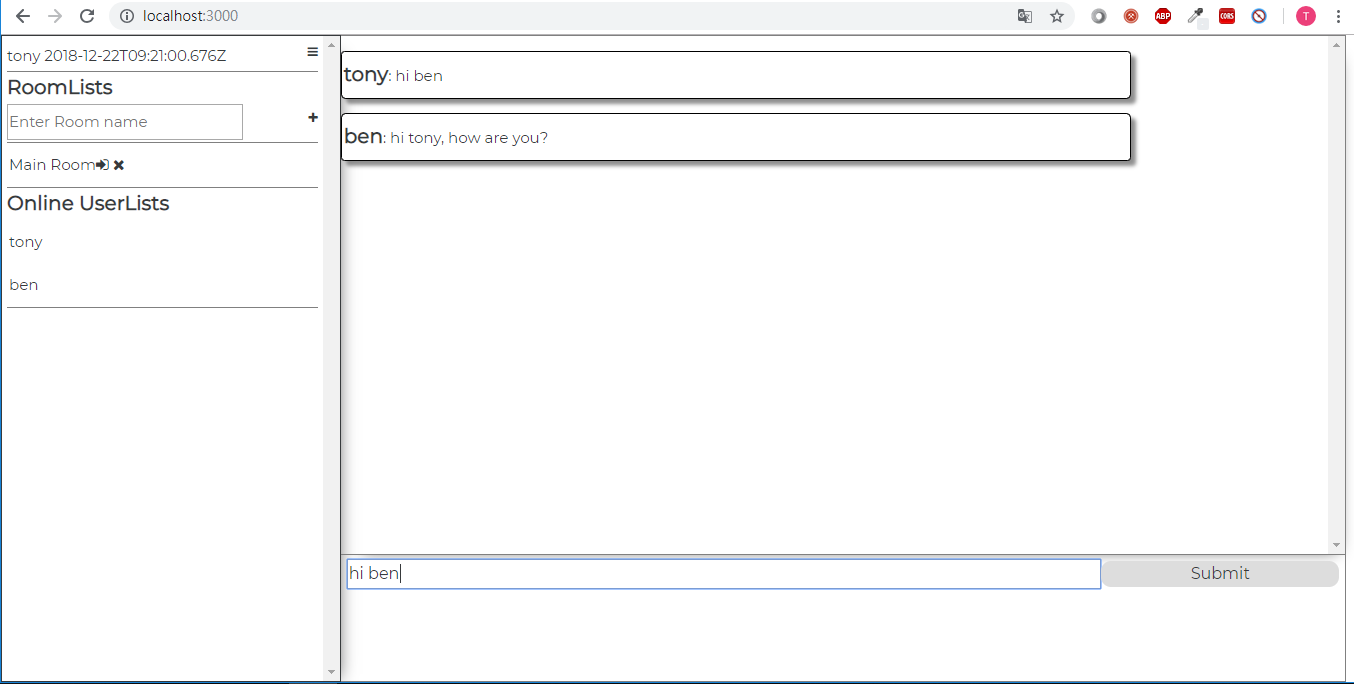 localhost:3000
ABP
CORS
T
tony 2018-12-22T09:21:00.676Z
RoomLists
Enter Room name
Main Room
Online UserLists
tony
ben
tony: hi ben
ben: hi tony, how are you?
hi ben
Submit